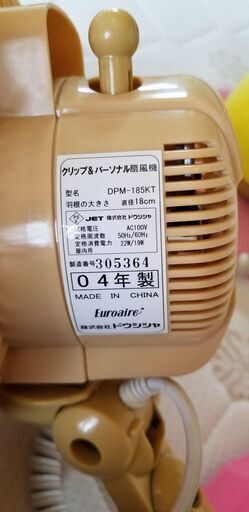 クリップ&パーソナル扇風機
型名 DPM-185KT
羽根の大きさ 直径18cm
JET 株式会社ドウシシャ
定格電圧 AC100V
定格周波数 50Hz/60Hz
定格消費電力 22W/19W
屋内用
製造番号 305364
04年製
MADE IN CHINA
Euroaire
株式会社ドウシシャ